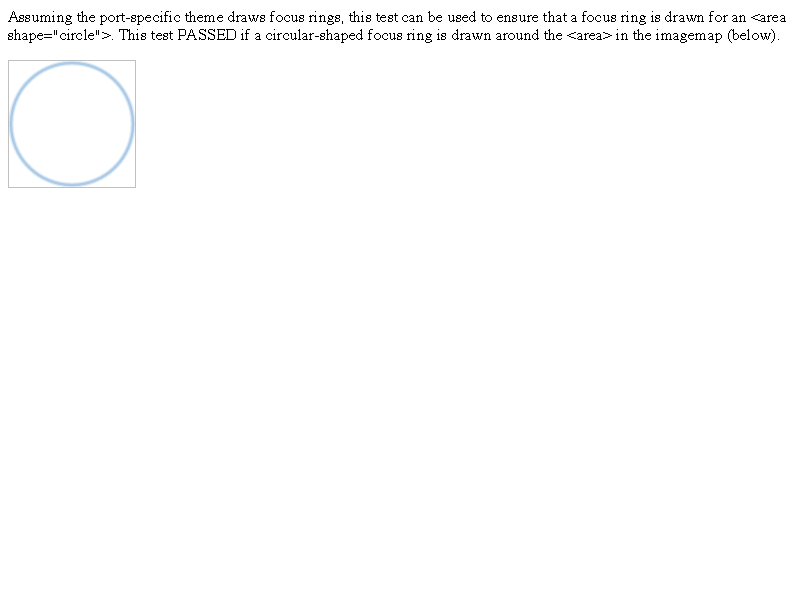 Assuming the port-specific theme draws focus rings, this test can be used to ensure that a focus ring is drawn for an <area
shape="circle">. This test PASSED if a circular-shaped focus ring is drawn around the <area> in the imagemap (below).